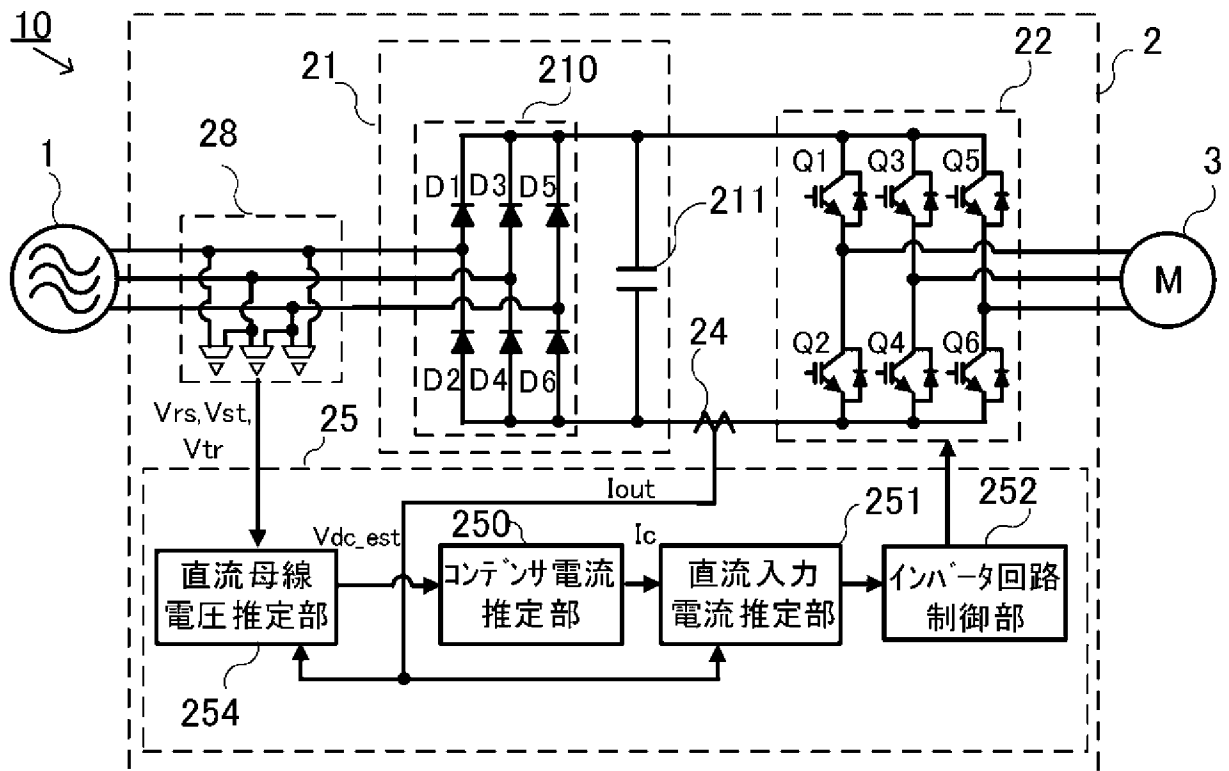 10
2
21
210
22
28
1
D1
D3
D5
Q1
Q3
Q5
3
211
M
24
Q2
Q4
Q6
D2
D4
D6
Vrs,Vst,
Vtr
25
Iout
250
251
252
Vdc_est
Ic
直流母線
電圧推定部
コンデンサ電流
推定部
直流入力
電流推定部
インバータ回路
制御部
254